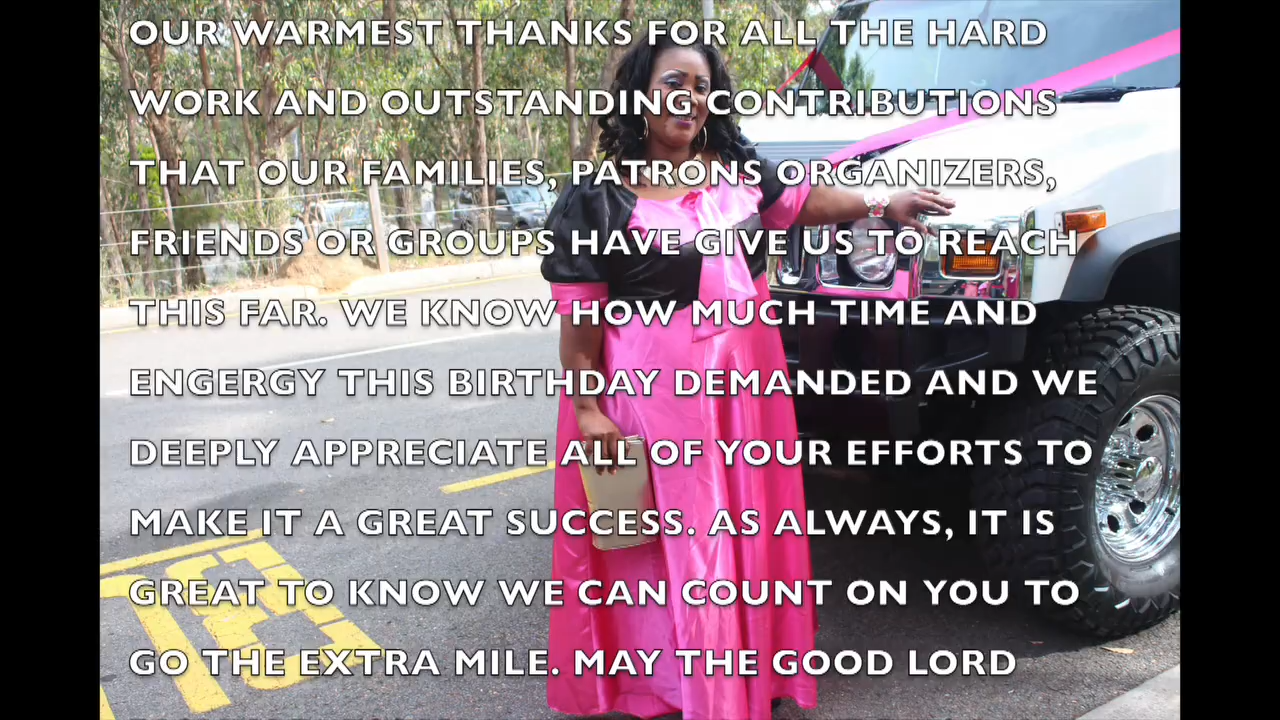 OUR WARMEST THANKS FOR ALL THE HARD
WORK AND OUTSTANDING CONTRIBUTIONS
THAT OUR FAMILIES, PATRONS ORGANIZERS,
FRIENDS OR GROUPS HAVE GIVE US TO REACH
THIS FAR. WE KNOW HOW MUCH TIME AND
ENGERGY THIS BIRTHDAY DEMANDED AND WE
DEEPLY APPRECIATE ALL OF YOUR EFFORTS TO
MAKE IT A GREAT SUCCESS. AS ALWAYS, IT IS
GREAT TO KNOW WE CAN COUNT ON YOU TO
GO THE EXTRA MILE. MAY THE GOOD LORD